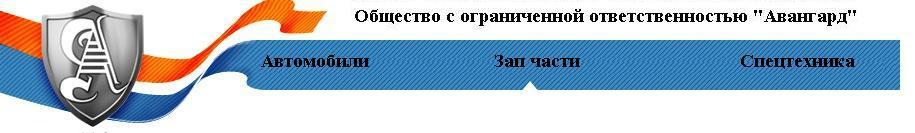 Общество с ограниченной ответственностью "Авангард"
Автомобили Зап части Спецтехника